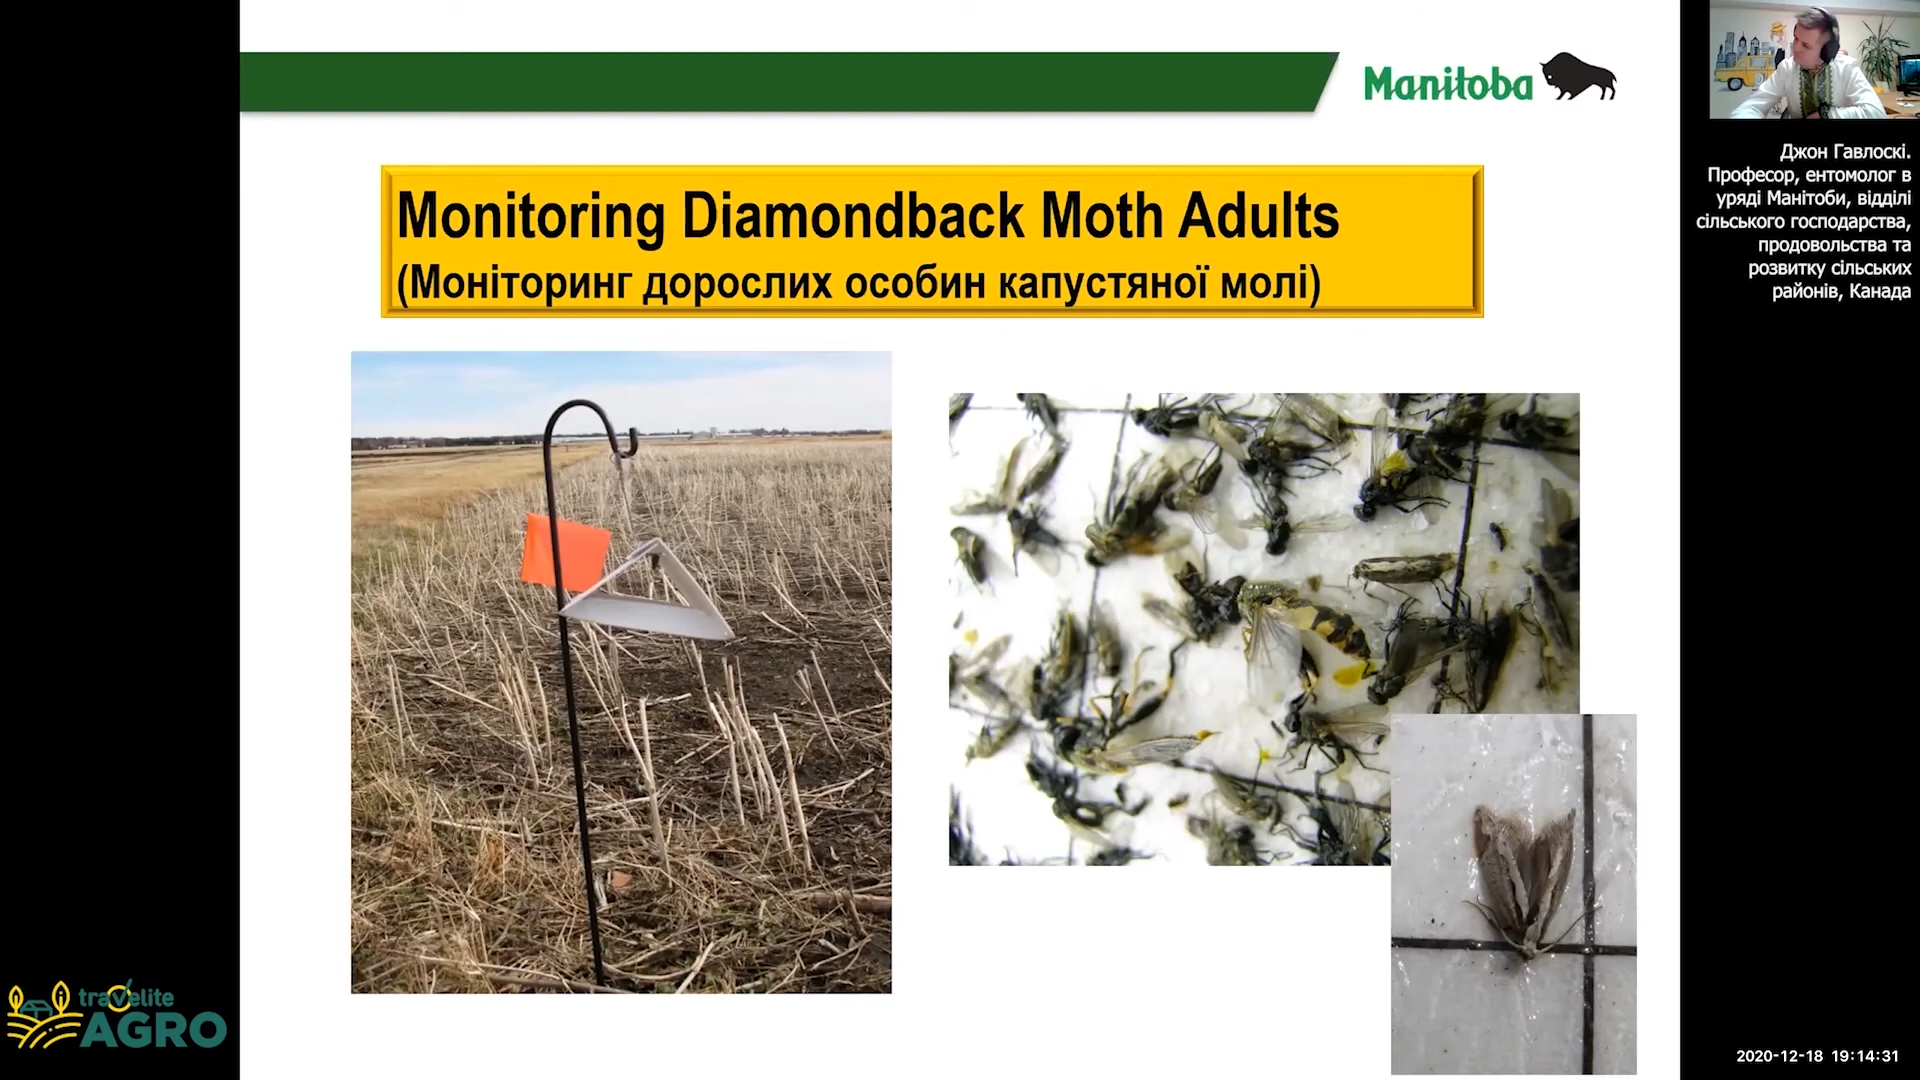 Manitoba
Monitoring Diamondback Moth Adults
(Моніторинг дорослих особин капустяної молі)
Джон Гавлоскі.
Професор, ентомолог в
уряді Манітоби, відділі
сільського господарства,
продовольства та
розвитку сільських
районів, Канада
travelite
AGRO
2020-12-18 19:14:31